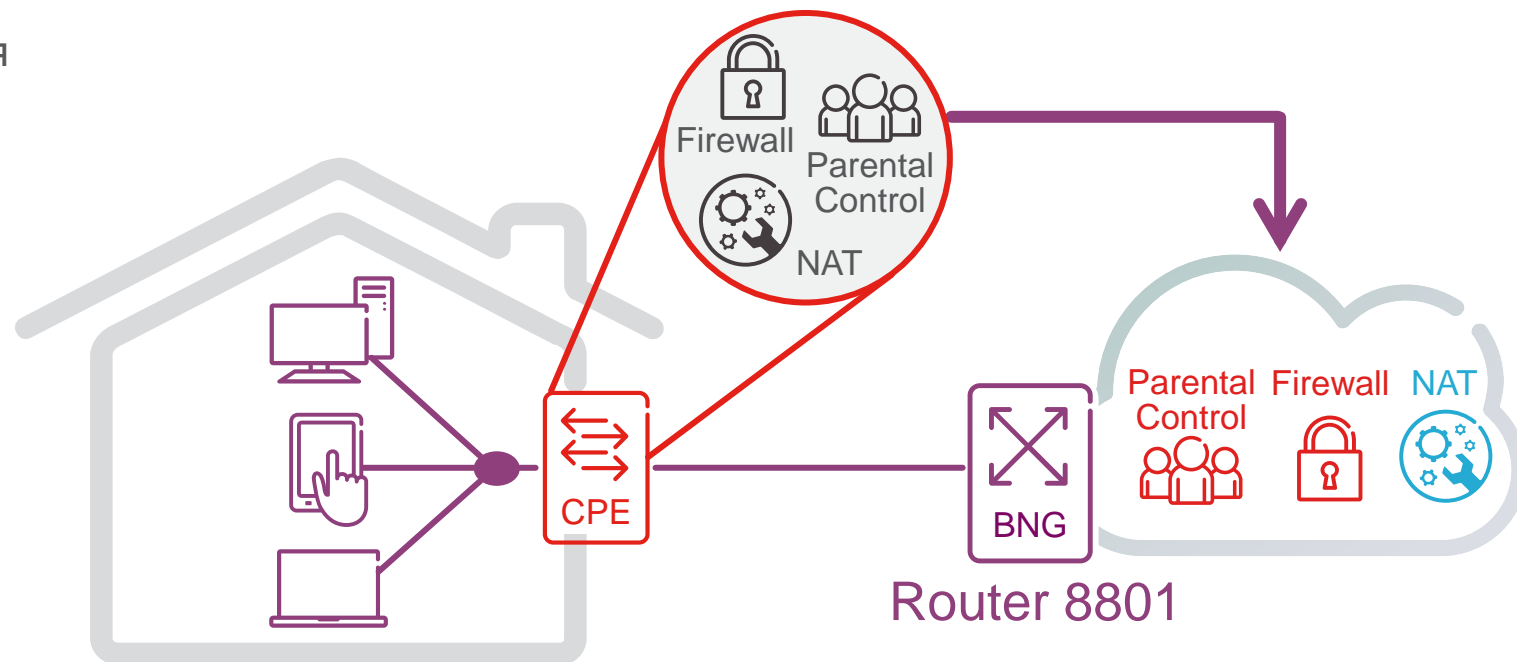 я
Firewall
Parental
Control
NAT
Parental
Control
Firewall
NAT
CPE
BNG
Router 8801